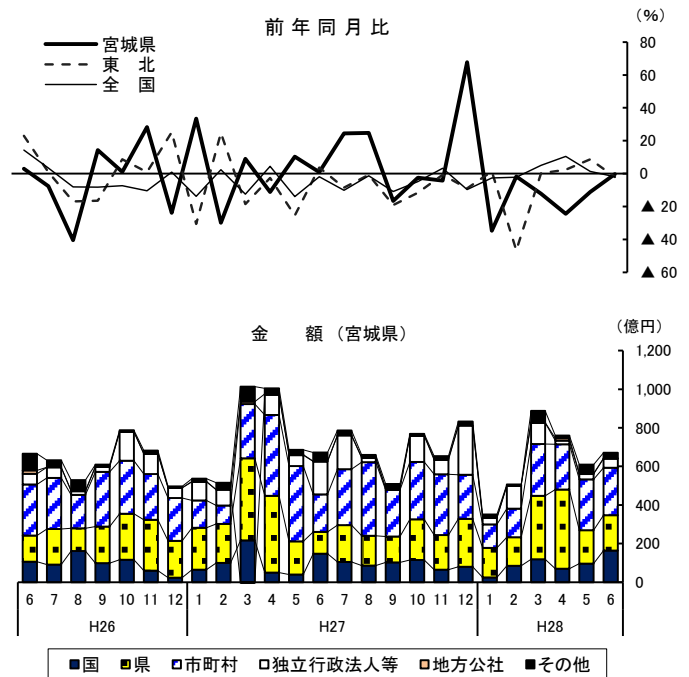 前年同月比
（%）
宮城県
東 北
全 国
80
60
40
20
0
▲ 20
▲ 40
▲ 60
金 額（宮城県）
（億円）
1,200
1,000
800
600
400
200
0
6 7 8 9 10 11 12 1 2 3 4 5 6 7 8 9 10 11 12 1 2 3 4 5 6
H26 H27 H28
国 県 市町村 独立行政法人等 地方公社 その他